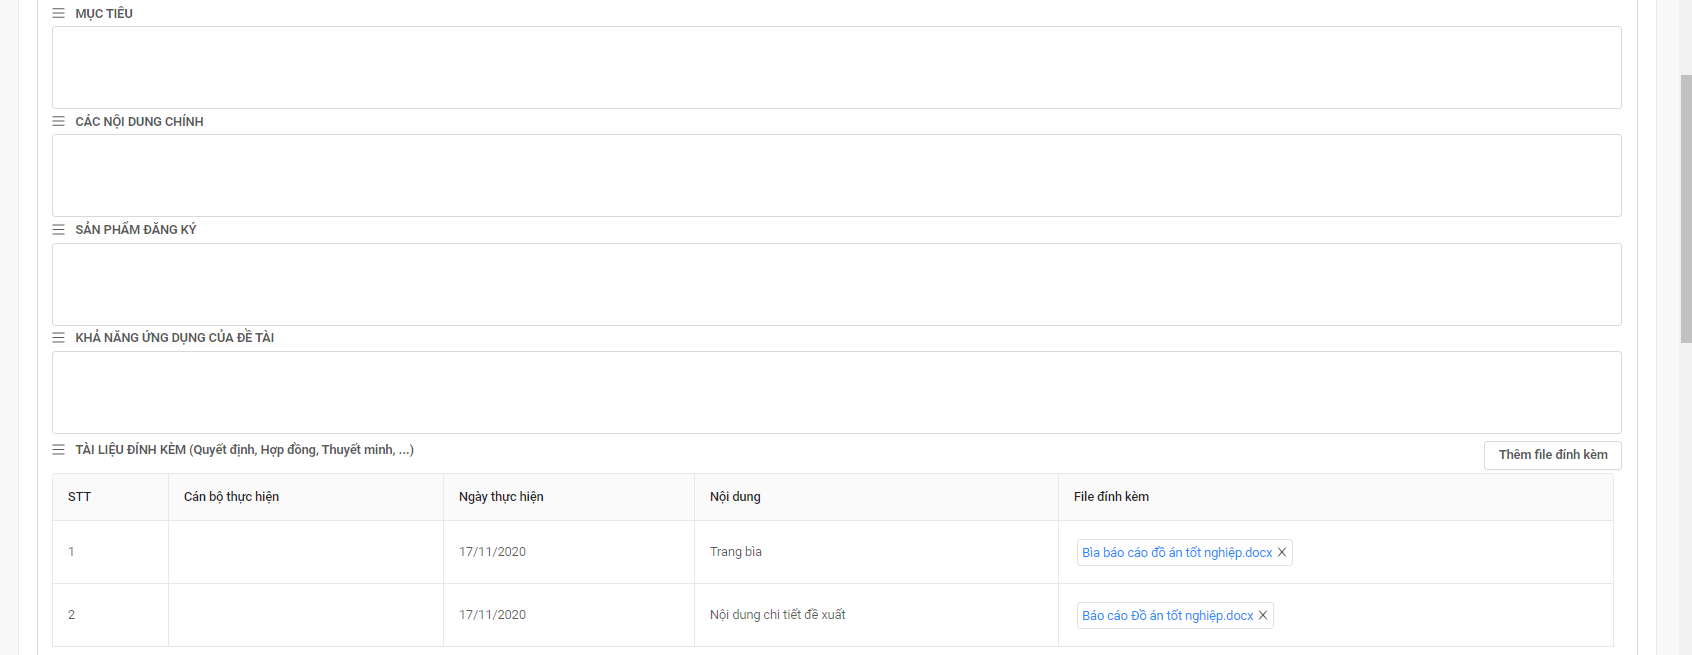 MỤC TIÊU
CÁC NỘI DUNG CHÍNH
SẢN PHẨM ĐĂNG KÝ
KHẢ NĂNG ỨNG DỤNG CỦA ĐỀ TÀI
TÀI LIỆU ĐÍNH KÈM (Quyết định, Hợp đồng, Thuyết minh, ...)
Thêm file đính kèm
STT Cán bộ thực hiện Ngày thực hiện Nội dung File đính kèm
1 17/11/2020 Trang bìa Bìa báo cáo đồ án tốt nghiệp.docx
2 17/11/2020 Nội dung chi tiết đề xuất Báo cáo Đồ án tốt nghiệp.docx